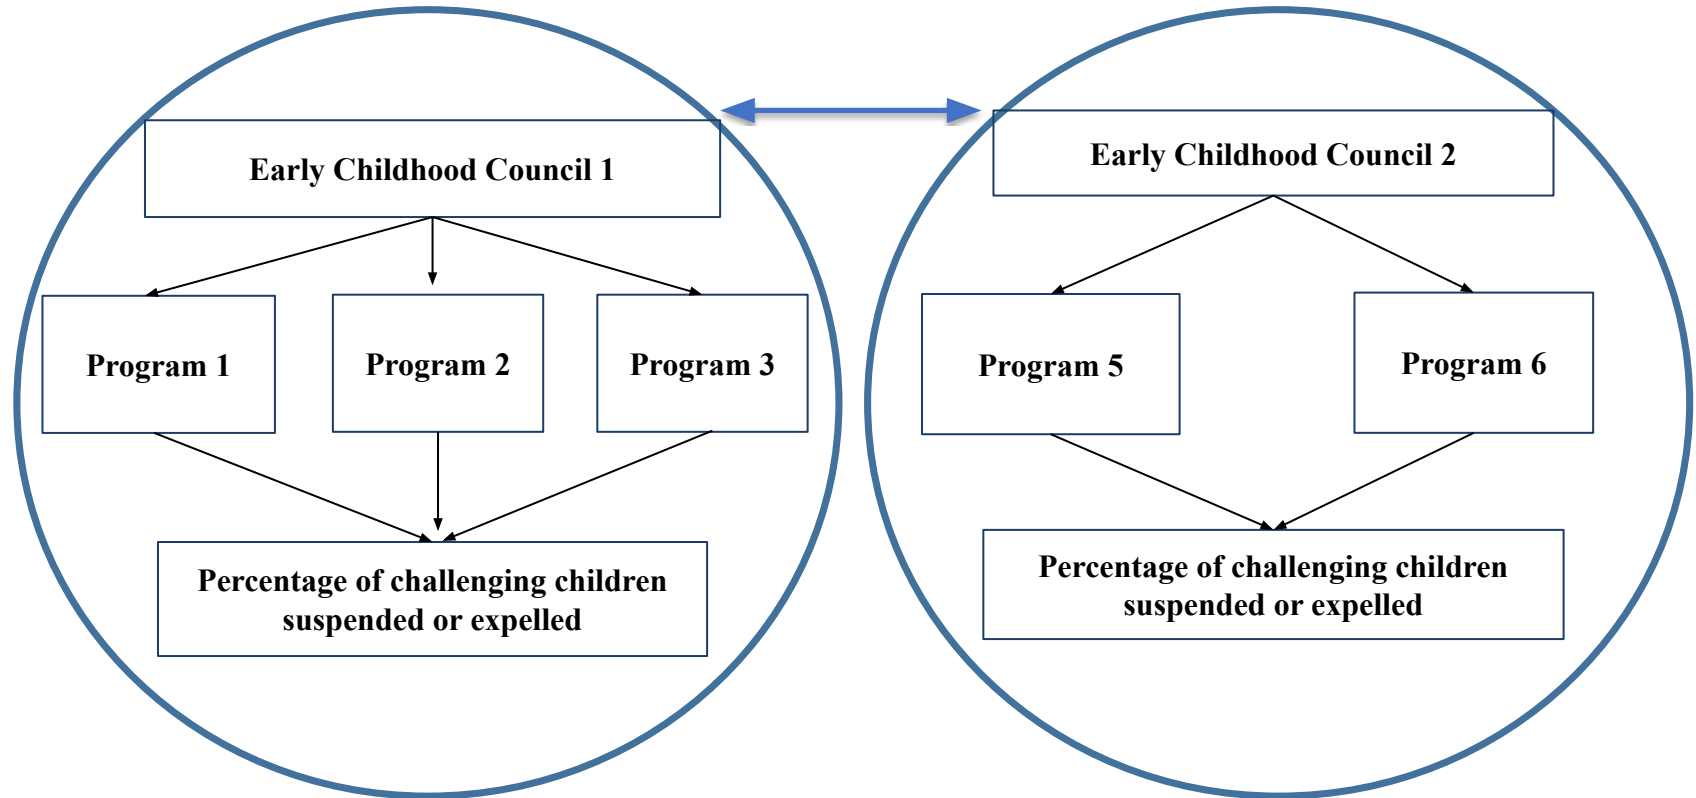 Early Childhood Council 1
Early Childhood Council 2
Program 1
Program 2
Program 3
Program 5
Program 6
Percentage of challenging children
suspended or expelled
Percentage of challenging children
suspended or expelled